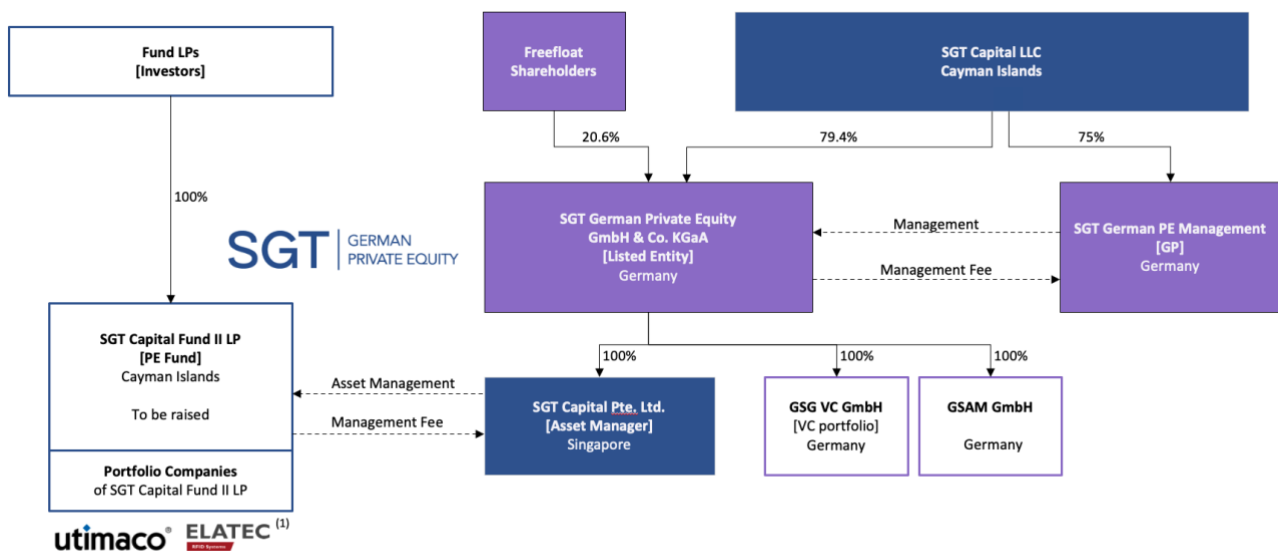 Fund LPs
[Investors]
Freefloat
Shareholders
SGT Capital LLC
Cayman Islands
20.6%
79.4%
75%
100%
SGT German Private Equity
GmbH & Co. KGaA
[Listed Entity]
Germany
Management
Management Fee
SGT German PE Management
[GP]
Germany
SGT
GERMAN
PRIVATE EQUITY
SGT Capital Fund II LP
[PE Fund]
Cayman Islands
To be raised
Portfolio Companies
of SGT Capital Fund II LP
Asset Management
Management Fee
100%
100%
100%
SGT Capital Pte. Ltd.
[Asset Manager]
Singapore
GSG VC GmbH
[VC portfolio]
Germany
GSAM GmbH
Germany
utimaco®
ELATEC (1)
RFID Systems